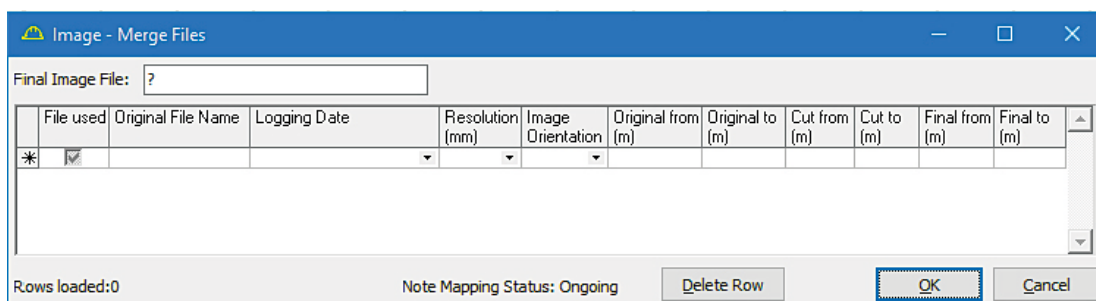 Image - Merge Files
Final Image File: ?
File used Original File Name Logging Date Resolution (mm) Image Orientation Original from (m) Original to (m) Cut from (m) Cut to (m) Final from (m) Final to (m)
Rows loaded:0 Note Mapping Status: Ongoing Delete Row OK Cancel